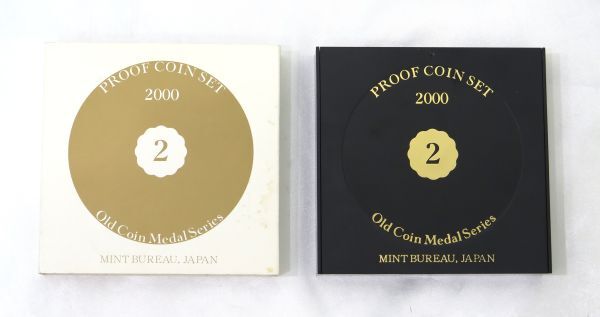 PROOF COIN SET
2000
2
Old Coin Medal Series
MINT BUREAU, JAPAN
PROOF COIN SET
2000
2
Old Coin Medal Series
MINT BUREAU, JAPAN